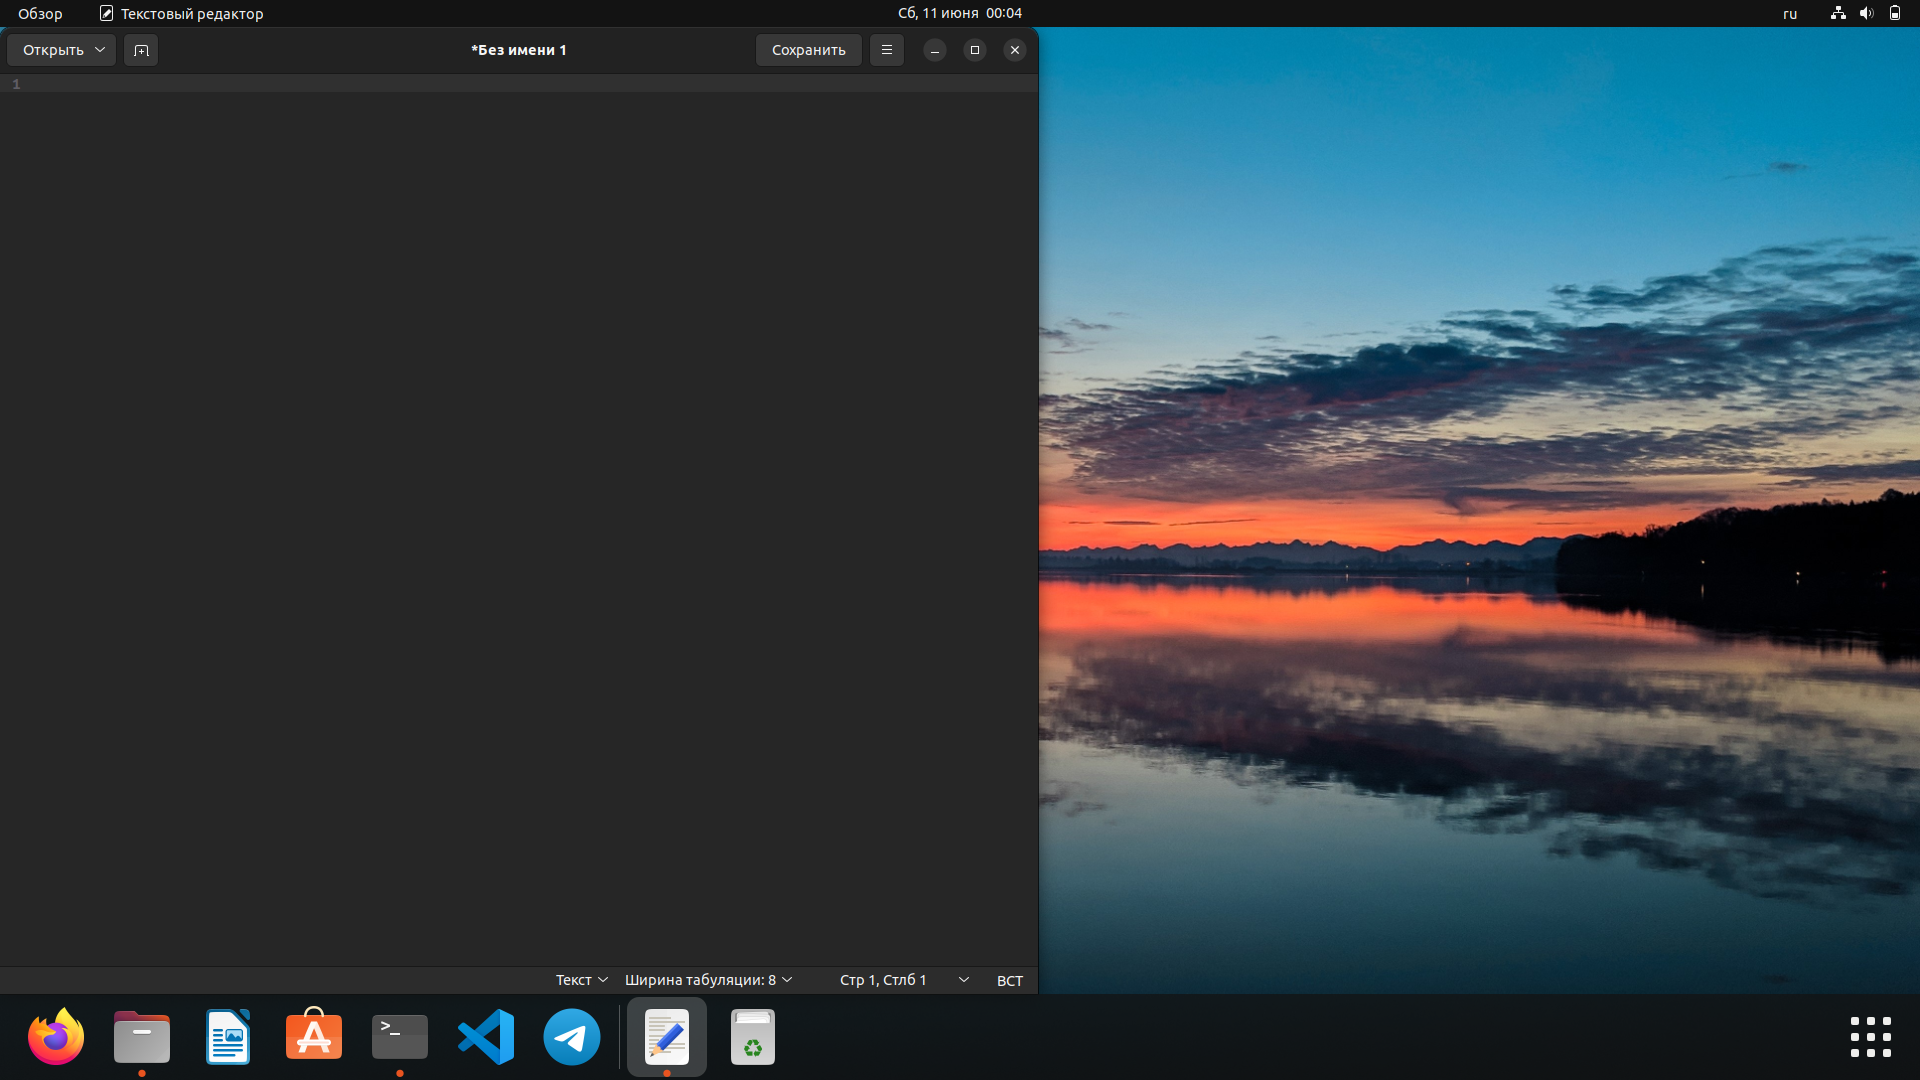 Обзор
Текстовый редактор
Сб, 11 июня 00:04
ru
Открыть
*Без имени 1
Сохранить
1
Текст
Ширина табуляции: 8
Стр 1, Стлб 1
ВСТ
>_